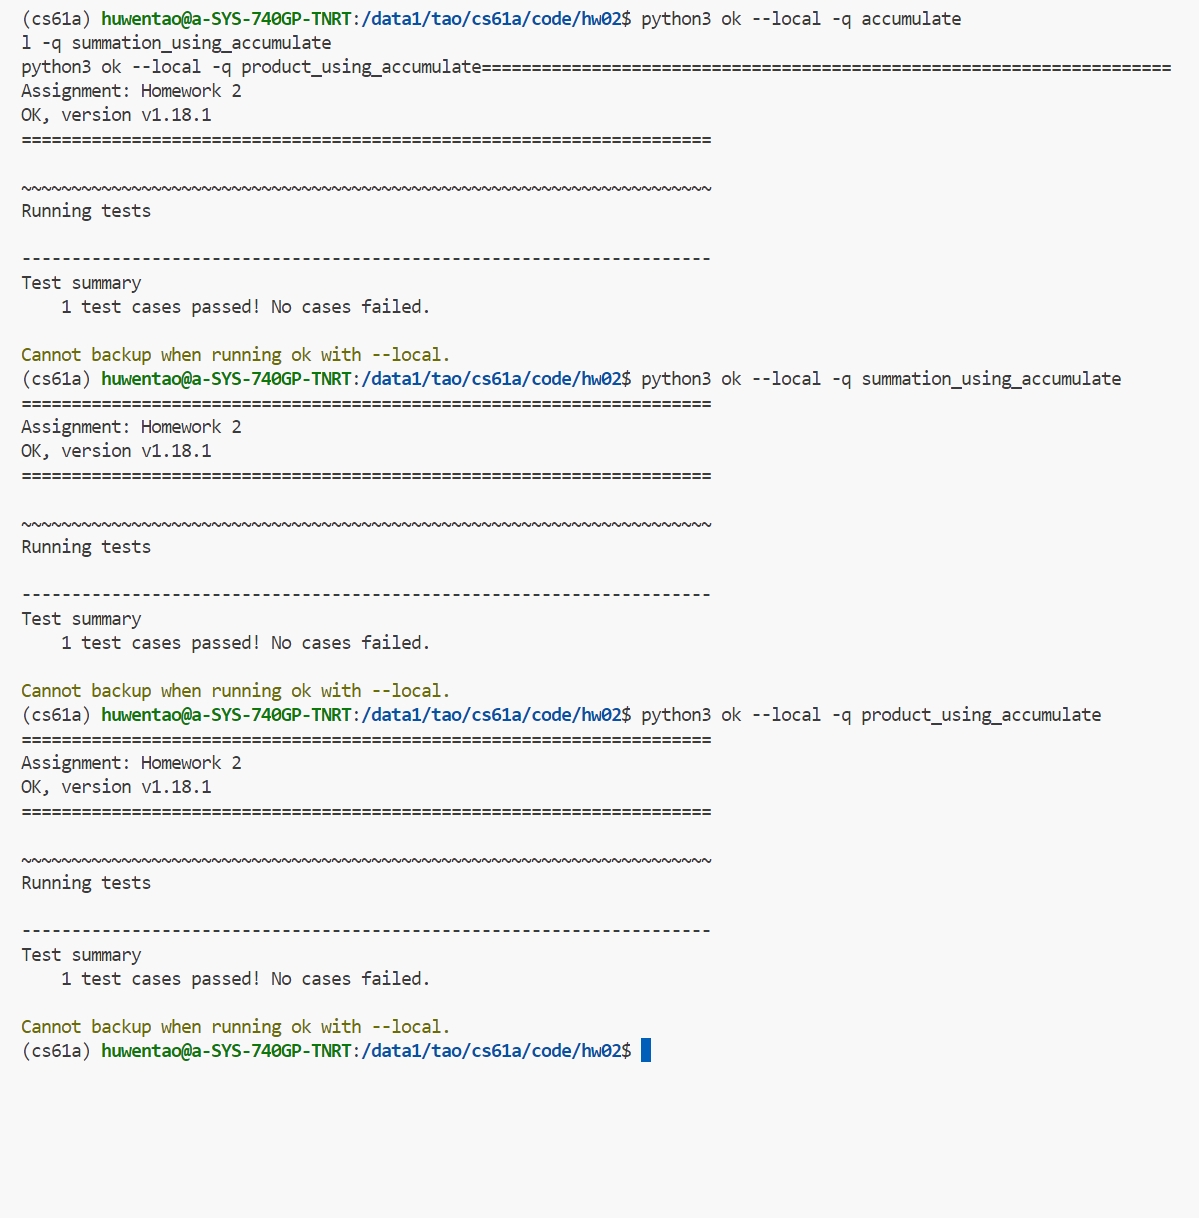 (cs61a) huwentao@a-SYS-740GP-TNRT:/data1/tao/cs61a/code/hw02$ python3 ok --local -q accumulate
l -q summation_using_accumulate
python3 ok --local -q product_using_accumulate=====================================================================
Assignment: Homework 2
OK, version v1.18.1
=====================================================================

~~~~~~~~~~~~~~~~~~~~~~~~~~~~~~~~~~~~~~~~~~~~~~~~~~~~~~~~~~~~~~~~~~~~~
Running tests

---------------------------------------------------------------------
Test summary
    1 test cases passed! No cases failed.

Cannot backup when running ok with --local.
(cs61a) huwentao@a-SYS-740GP-TNRT:/data1/tao/cs61a/code/hw02$ python3 ok --local -q summation_using_accumulate
=====================================================================
Assignment: Homework 2
OK, version v1.18.1
=====================================================================

~~~~~~~~~~~~~~~~~~~~~~~~~~~~~~~~~~~~~~~~~~~~~~~~~~~~~~~~~~~~~~~~~~~~~
Running tests

---------------------------------------------------------------------
Test summary
    1 test cases passed! No cases failed.

Cannot backup when running ok with --local.
(cs61a) huwentao@a-SYS-740GP-TNRT:/data1/tao/cs61a/code/hw02$ python3 ok --local -q product_using_accumulate
=====================================================================
Assignment: Homework 2
OK, version v1.18.1
=====================================================================

~~~~~~~~~~~~~~~~~~~~~~~~~~~~~~~~~~~~~~~~~~~~~~~~~~~~~~~~~~~~~~~~~~~~~
Running tests

---------------------------------------------------------------------
Test summary
    1 test cases passed! No cases failed.

Cannot backup when running ok with --local.
(cs61a) huwentao@a-SYS-740GP-TNRT:/data1/tao/cs61a/code/hw02$